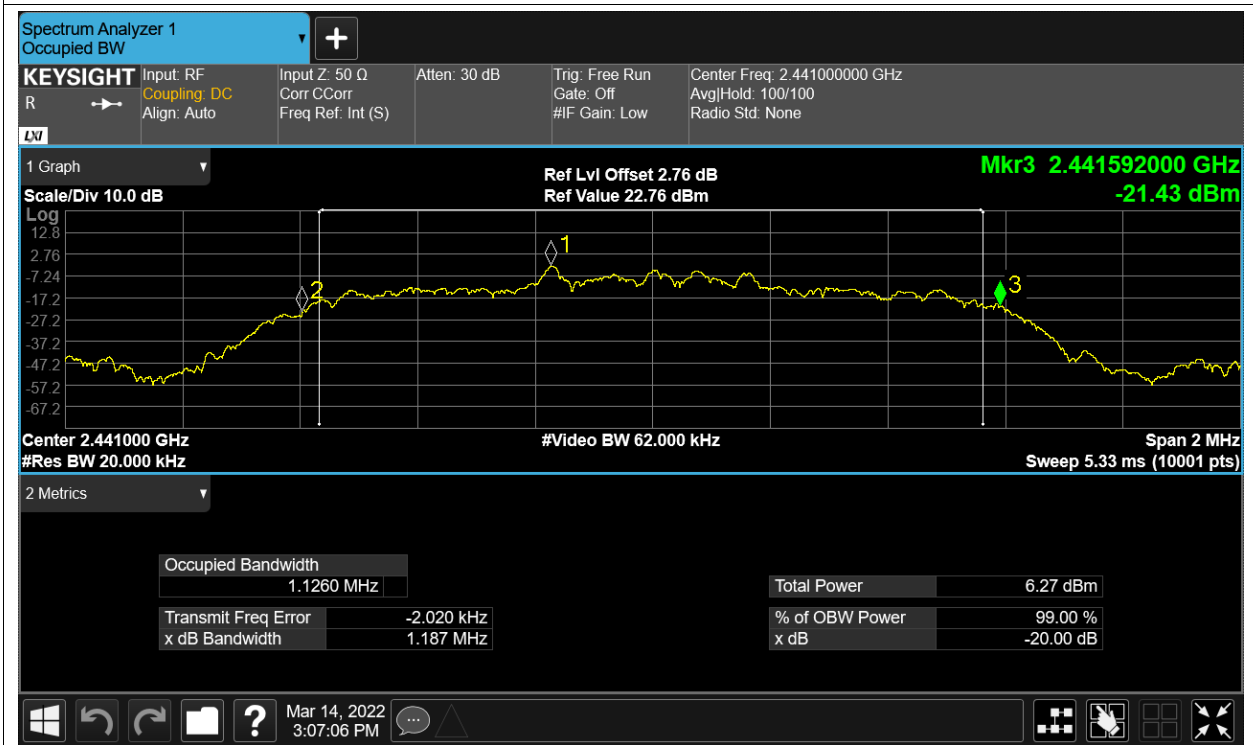 Spectrum Analyzer 1
Occupied BW
KEYSIGHT
R
LXI
Input: RF
Coupling: DC
Align: Auto
Input Z: 50 Ω
Corr CCorr
Freq Ref: Int (S)
Atten: 30 dB
Trig: Free Run
Gate: Off
#IF Gain: Low
Center Freq: 2.441000000 GHz
Avg|Hold: 100/100
Radio Std: None
1 Graph
Scale/Div 10.0 dB
Ref Lvl Offset 2.76 dB
Ref Value 22.76 dBm
Mkr3 2.441592000 GHz
-21.43 dBm
Log
12.8
2.76
-7.24
-17.2
-27.2
-37.2
-47.2
-57.2
-67.2
1
2
3
Center 2.441000 GHz
#Res BW 20.000 kHz
#Video BW 62.000 kHz
Span 2 MHz
Sweep 5.33 ms (10001 pts)
2 Metrics
Occupied Bandwidth
1.1260 MHz
Transmit Freq Error -2.020 kHz
x dB Bandwidth 1.187 MHz
Total Power 6.27 dBm
% of OBW Power 99.00 %
x dB -20.00 dB
?
Mar 14, 2022
3:07:06 PM